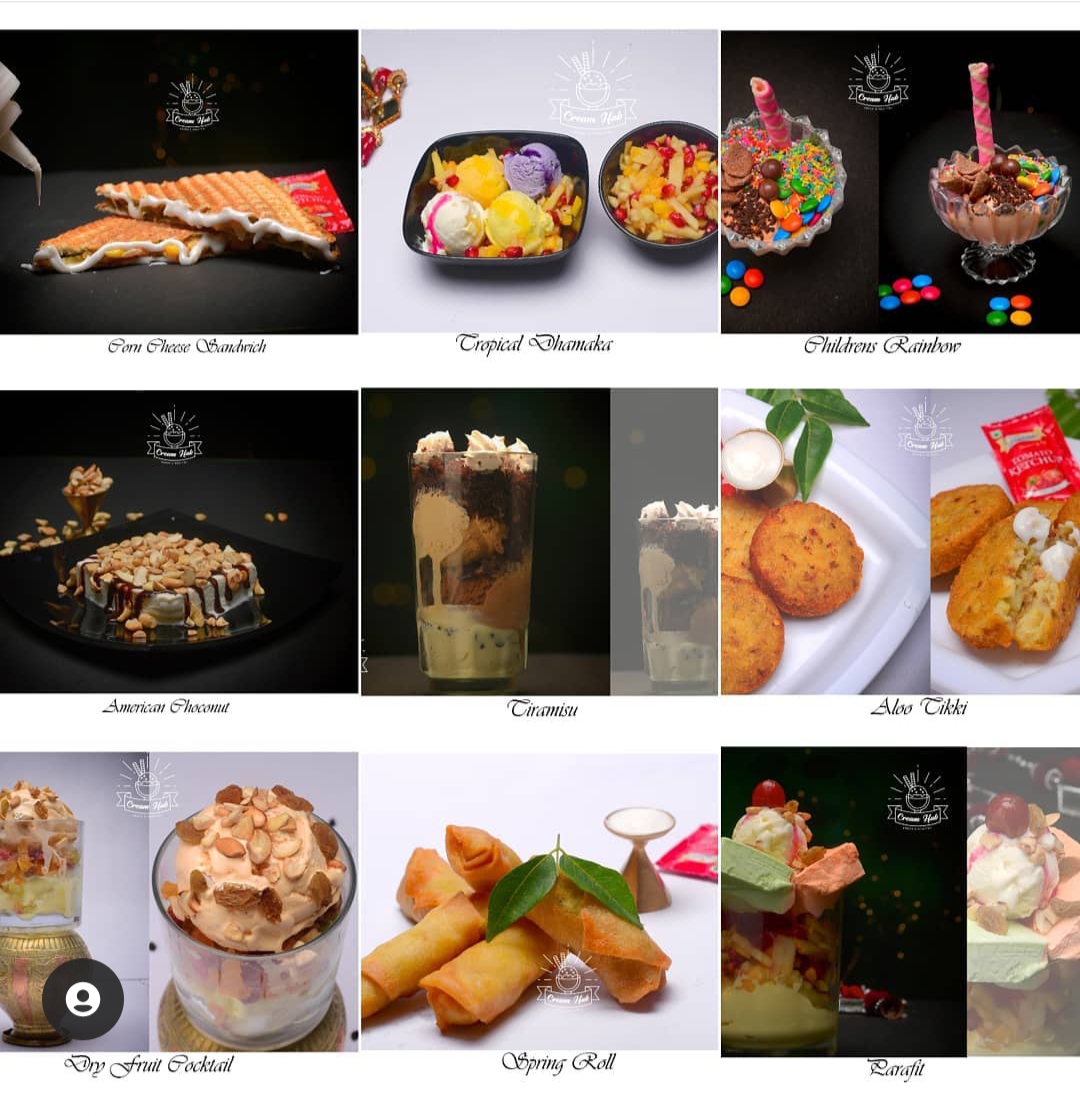 Cream Hub
Cream Hub
Cream Hub
Corn Cheese Sandwich
Tropical Dhamaka
Childrens Rainbow
Cream Hub
Cream Hub
TOMATO
KETCHUP
American Choconut
Tiramisu
Aloo Tikki
Cream Hub
Cream Hub
Cream Hub
Dry Fruit Cocktail
Spring Roll
Parafit